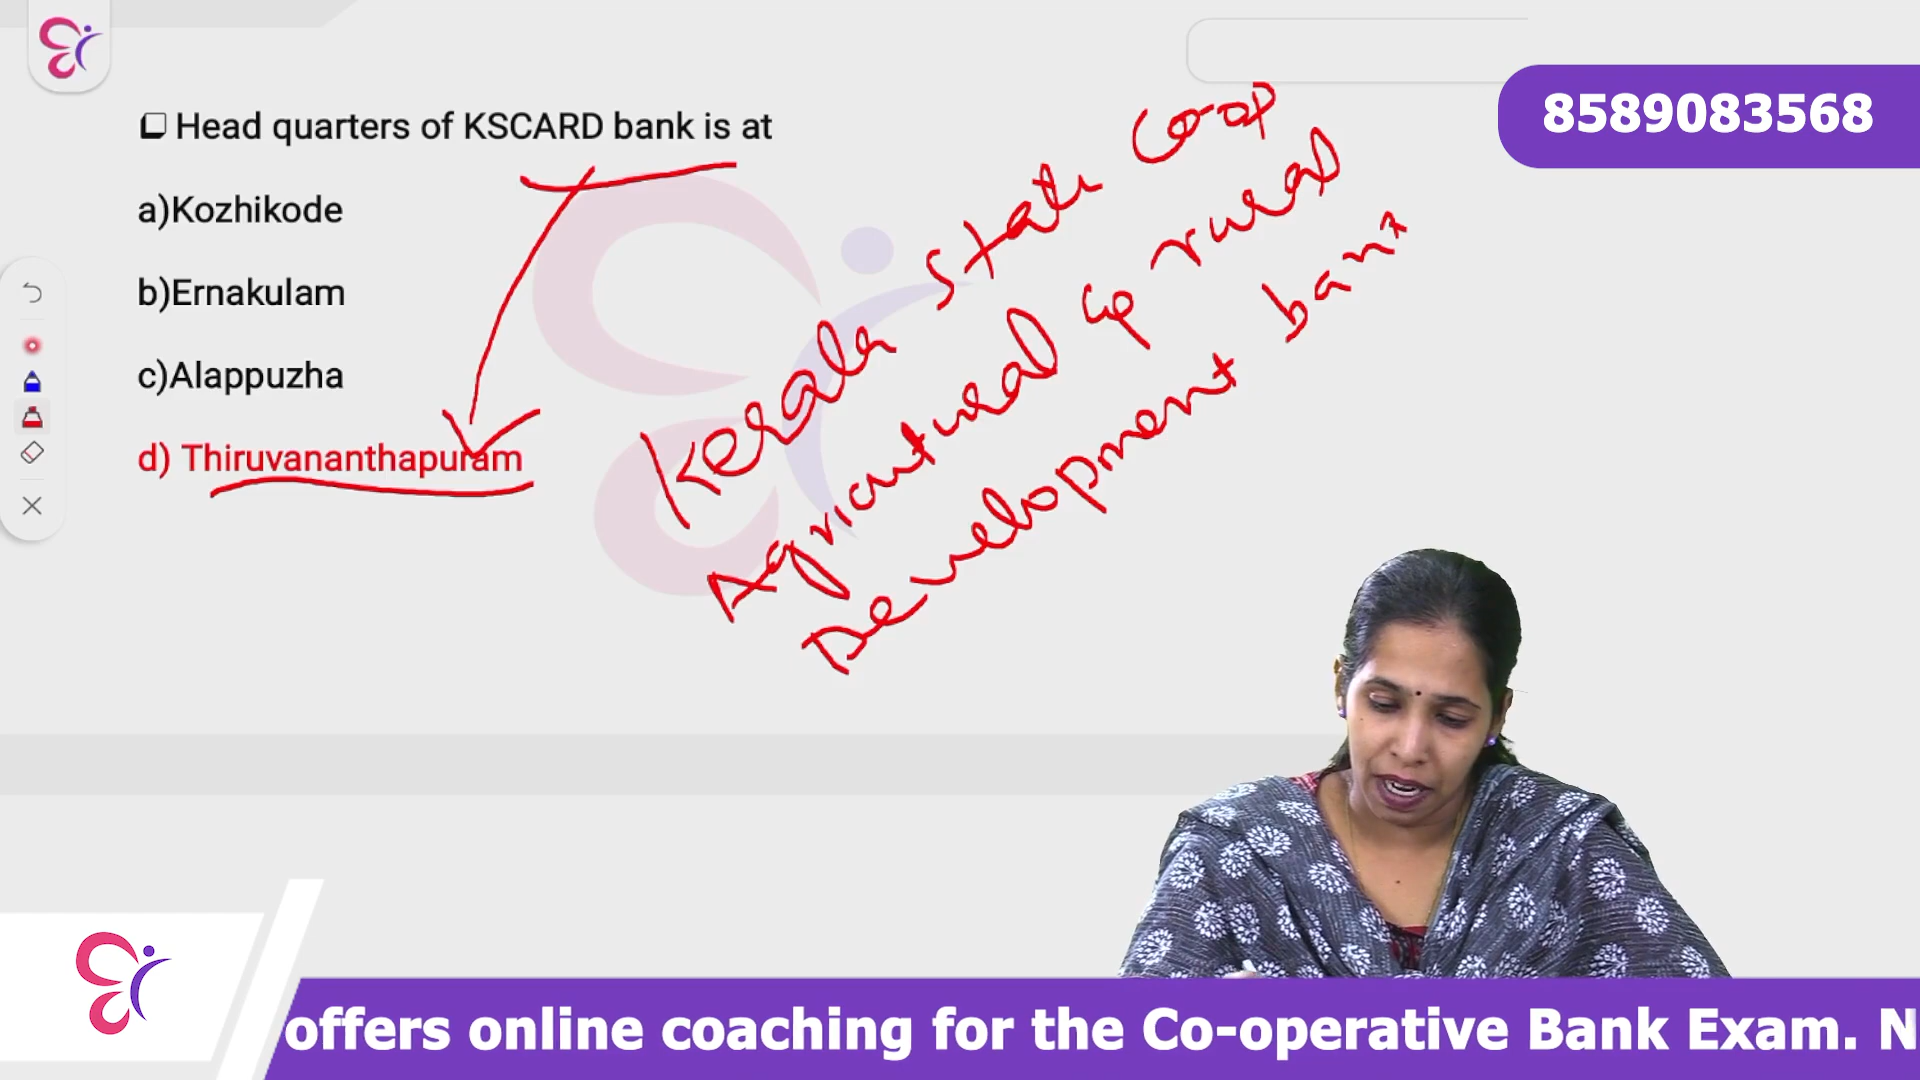 8589083568
❑ Head quarters of KSCARD bank is at
a)Kozhikode
b)Ernakulam
c)Alappuzha
d) Thiruvananthapuram
Kerala State Co-op
Agricultural & rural
Development bank
offers online coaching for the Co-operative Bank Exam. N